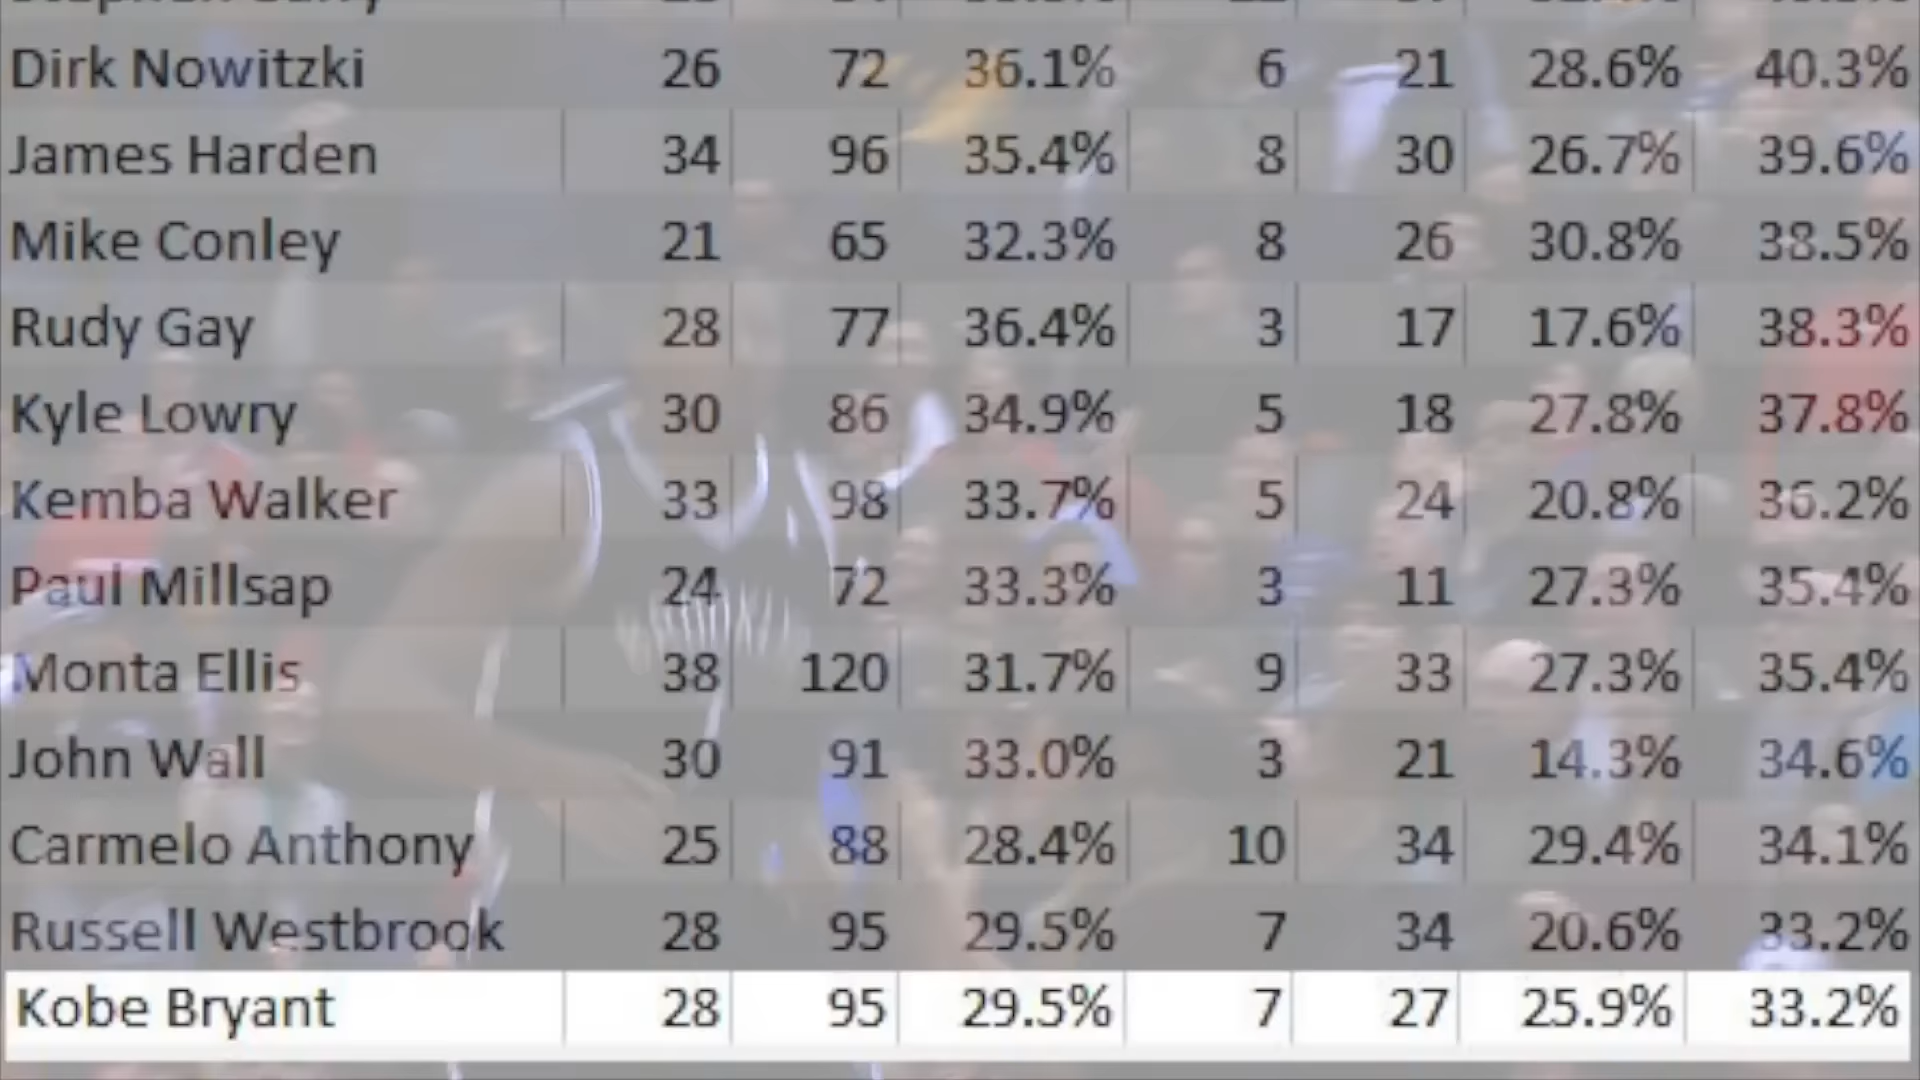 Dirk Nowitzki 26 72 36.1% 6 21 28.6% 40.3%
James Harden 34 96 35.4% 8 30 26.7% 39.6%
Mike Conley 21 65 32.3% 8 26 30.8% 38.5%
Rudy Gay 28 77 36.4% 3 17 17.6% 38.3%
Kyle Lowry 30 86 34.9% 5 18 27.8% 37.8%
Kemba Walker 33 98 33.7% 5 24 20.8% 36.2%
Paul Millsap 24 72 33.3% 3 11 27.3% 35.4%
Monta Ellis 38 120 31.7% 9 33 27.3% 35.4%
John Wall 30 91 33.0% 3 21 14.3% 34.6%
Carmelo Anthony 25 88 28.4% 10 34 29.4% 34.1%
Russell Westbrook 28 95 29.5% 7 34 20.6% 33.2%
Kobe Bryant 28 95 29.5% 7 27 25.9% 33.2%